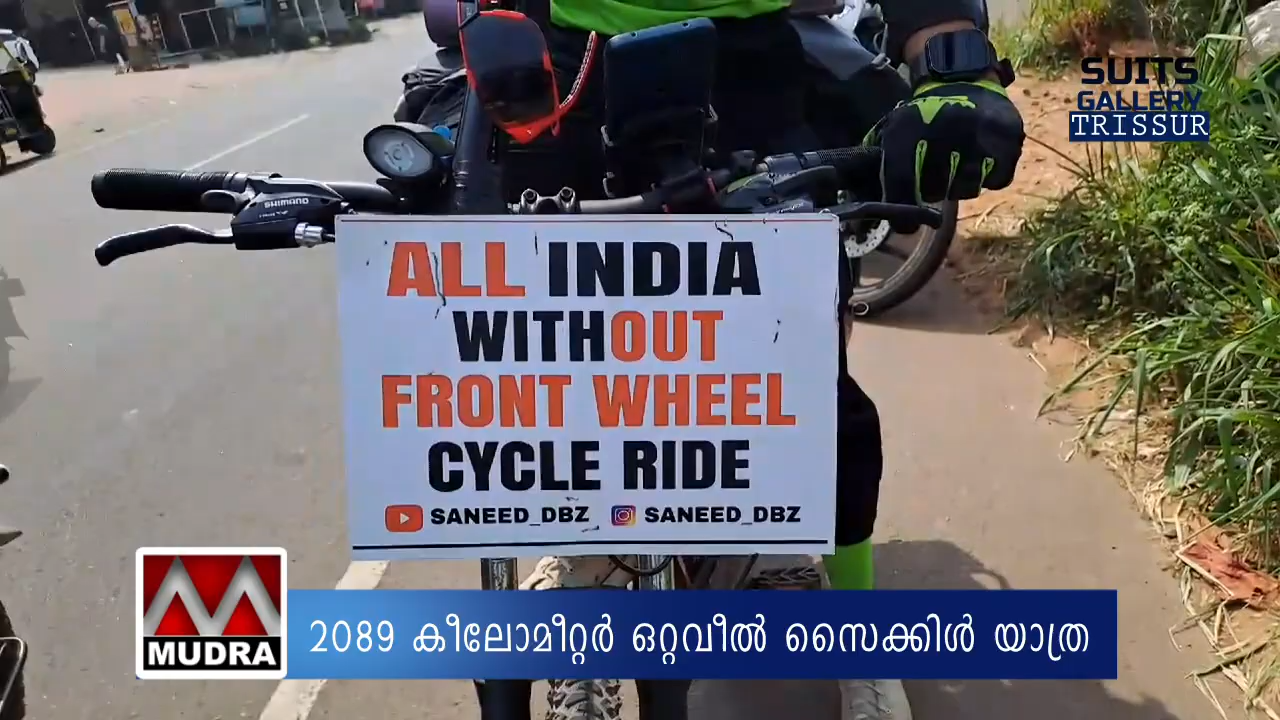 SUITS
GALLERY
TRISSUR
SHIMANO
ALL INDIA
WITHOUT
FRONT WHEEL
CYCLE RIDE
SANEED_DBZ SANEED_DBZ
MUDRA
2089 കീലോമീറ്റർ ഒറ്റവീൽ സൈക്കിൾ യാത്ര